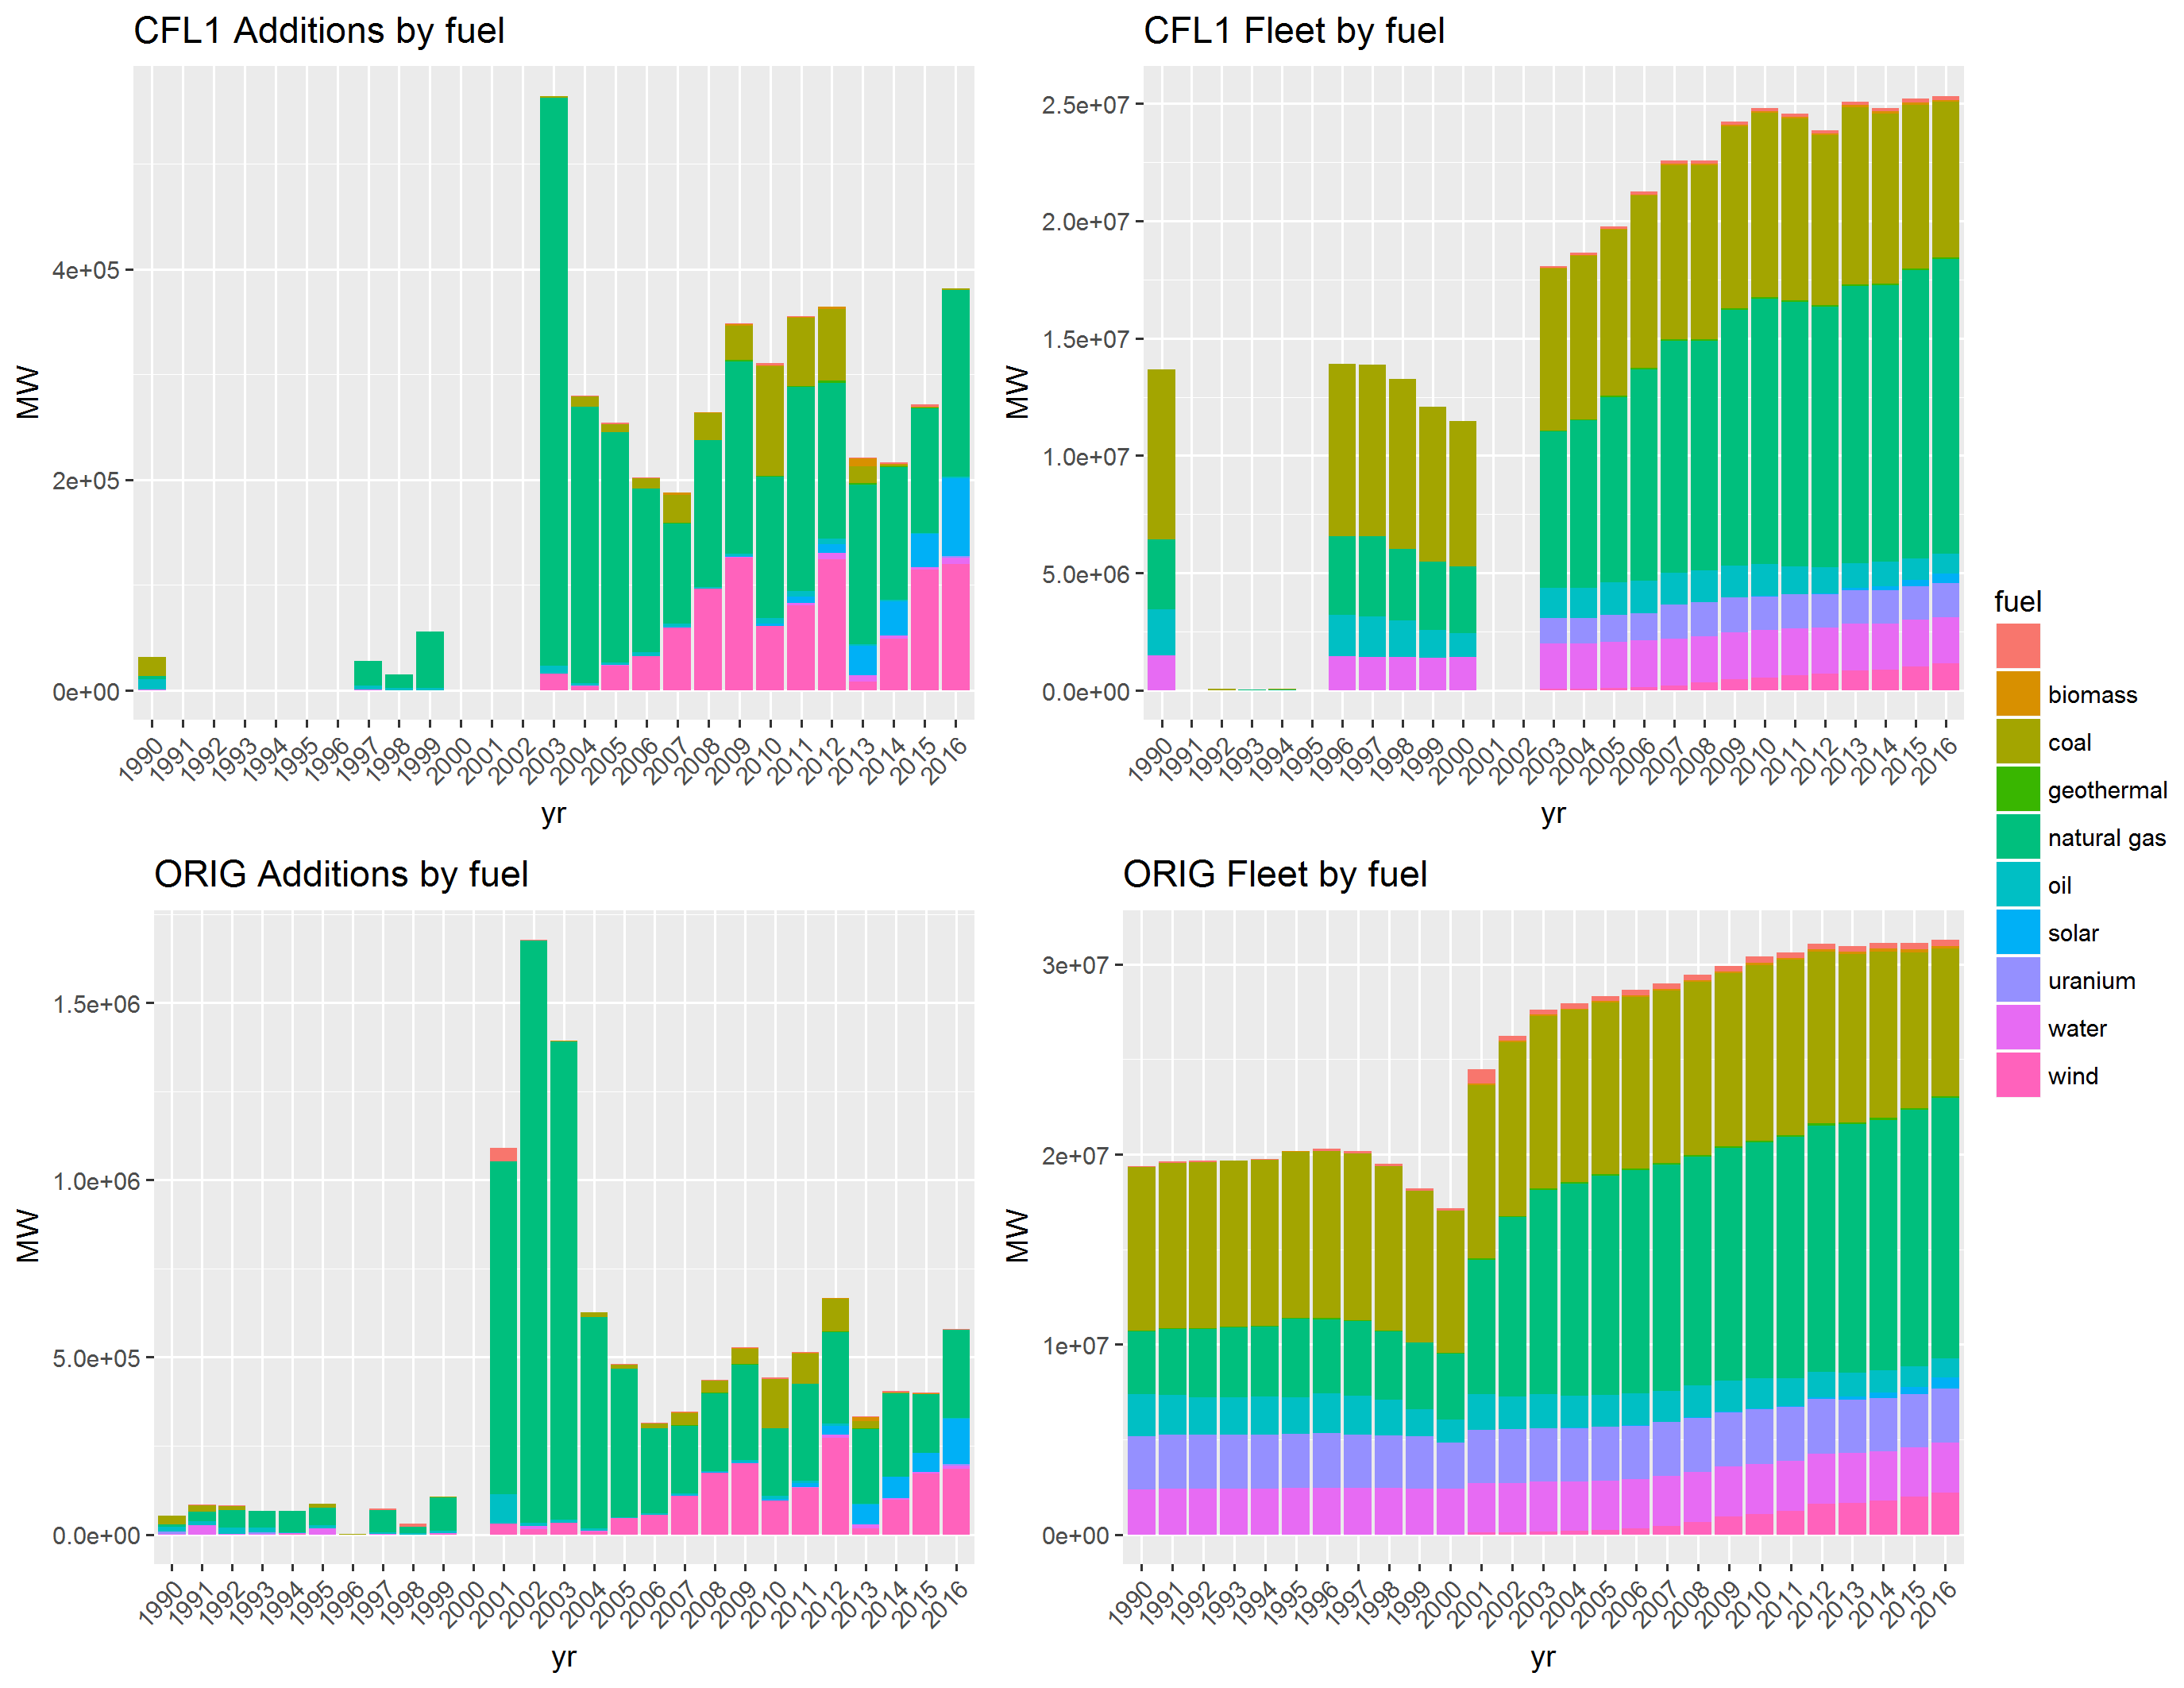 CFL1 Additions by fuel
MW
4e+05
2e+05
0e+00
1990 1991 1992 1993 1994 1995 1996 1997 1998 1999 2000 2001 2002 2003 2004 2005 2006 2007 2008 2009 2010 2011 2012 2013 2014 2015 2016
yr
CFL1 Fleet by fuel
MW
2.5e+07
2.0e+07
1.5e+07
1.0e+07
5.0e+06
0.0e+00
1990 1991 1992 1993 1994 1995 1996 1997 1998 1999 2000 2001 2002 2003 2004 2005 2006 2007 2008 2009 2010 2011 2012 2013 2014 2015 2016
yr
ORIG Additions by fuel
MW
1.5e+06
1.0e+06
5.0e+05
0.0e+00
1990 1991 1992 1993 1994 1995 1996 1997 1998 1999 2000 2001 2002 2003 2004 2005 2006 2007 2008 2009 2010 2011 2012 2013 2014 2015 2016
yr
ORIG Fleet by fuel
MW
3e+07
2e+07
1e+07
0e+00
1990 1991 1992 1993 1994 1995 1996 1997 1998 1999 2000 2001 2002 2003 2004 2005 2006 2007 2008 2009 2010 2011 2012 2013 2014 2015 2016
yr
fuel
biomass
coal
geothermal
natural gas
oil
solar
uranium
water
wind